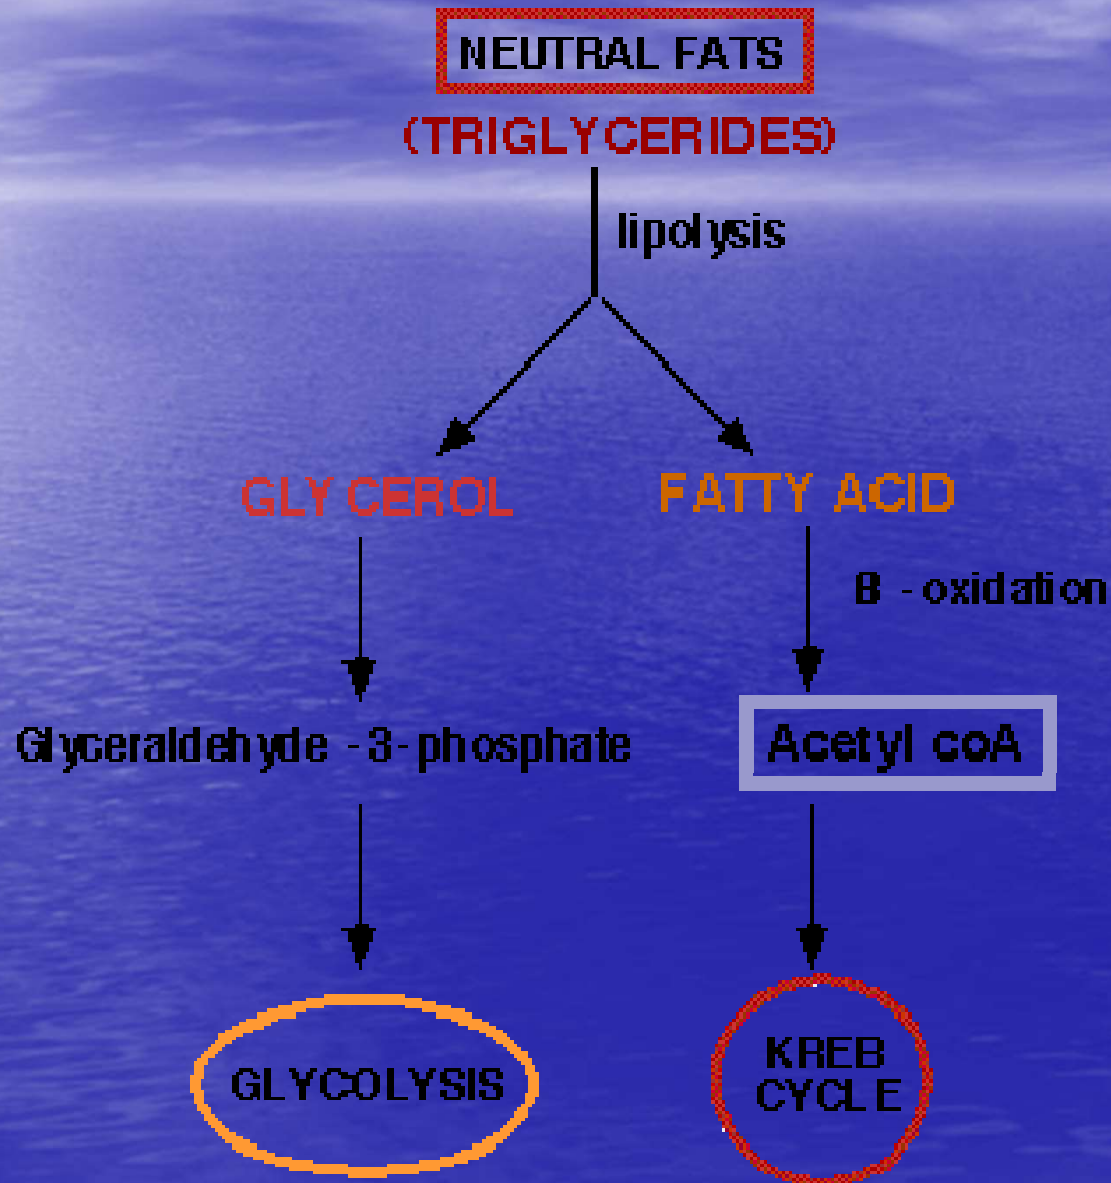 NEUTRAL FATS
(TRIGLYCERIDES)
lipolysis
GLYCEROL
FATTY ACID
B - oxidation
Glyceraldehyde - 3 - phosphate
Acetyl coA
GLYCOLYSIS
KREB
CYCLE